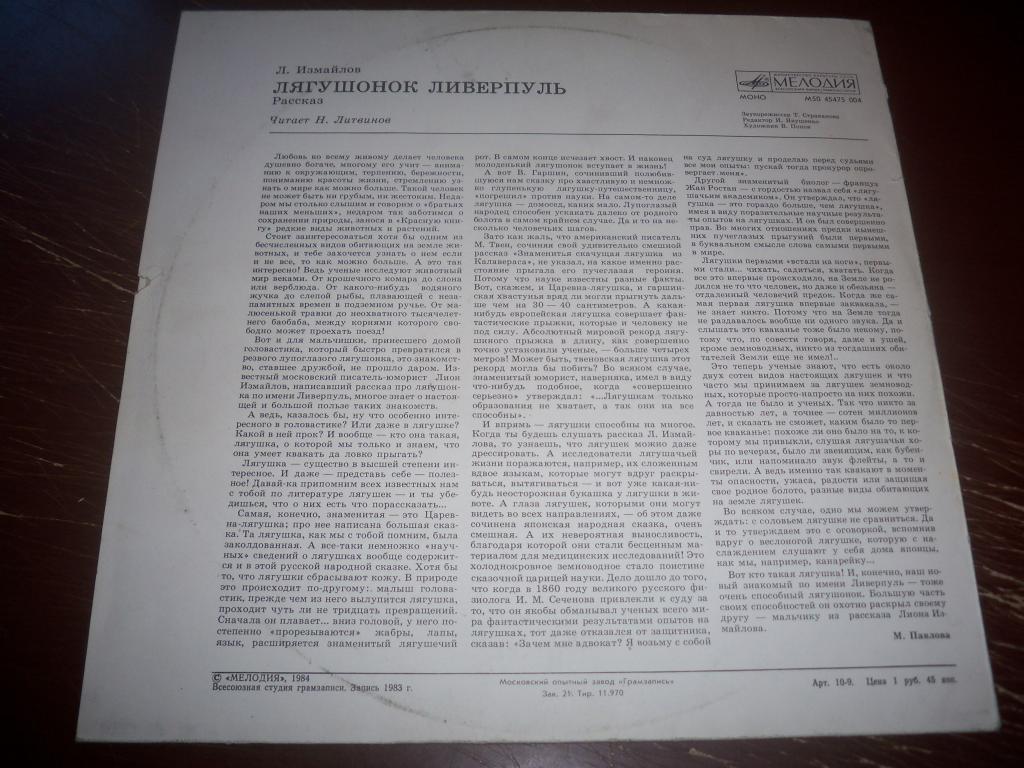 Л. Измайлов
ЛЯГУШОНОК ЛИВЕРПУЛЬ
Рассказ
Читает Н. Литвинов
МЕЛОДИЯ
МОНО М50 45475 004
Звукорежиссер Т.
Редактор И. Якушенко
Художник В. Попов
Любовь ко всему живому делает человека
душевно богаче, многому его учит — внима-
нию к окружающим, терпению, бережности,
пониманию красоты жизни, стремлению уз-
нать о мире как можно больше. Такой человек
не может быть ни грубым, ни жестоким. Неда-
ром мы столько слышим и говорим о «братьях
наших меньших», недаром так заботимся о
сохранении природы, занося в «Красную кни-
гу» редкие виды животных и растений.
Стоит заинтересоваться хотя бы одним из
бесчисленных видов обитающих на земле жи-
вотных, и тебе захочется узнать о нем если
и не все, то как можно больше. А это так
интересно! Ведь ученые исследуют животный
мир веками. От крошечного комара до слона
или верблюда. От какого-нибудь водяного
жучка до слепой рыбы, плавающей с неза-
памятных времен в подземном ручье. От ма-
люсенькой травки до неохватного тысячелет-
него баобаба, между корнями которого сво-
бодно может проехать поезд!
Вот и для мальчишки, принесшего домой
головастика, который быстро превратился в
резвого лупоглазого лягушонка, это знакомст-
во, ставшее дружбой, не прошло даром. Из-
вестный московский писатель-юморист Лион
Измайлов, написавший рассказ про лягушон-
ка по имени Ливерпуль, многое знает о настоя-
щей и большой пользе таких знакомств.
А ведь, казалось бы, ну что особенно инте-
ресного в головастике? Или даже в лягушке?
Какой в ней прок? И вообще — кто она такая,
лягушка, о которой мы только и знаем, что
она умеет квакать да ловко прыгать?
Лягушка — существо в высшей степени ин-
тересное. И даже — представь себе — полез-
ное! Давай-ка припомним всех известных нам
с тобой по литературе лягушек — и ты убе-
дишься, что о них есть что порассказать...
Самая, конечно, знаменитая — это Царев-
на-лягушка; про нее написана большая сказ-
ка. Та лягушка, как мы с тобой помним, была
заколдованная. А все-таки немножко «науч-
ных» сведений о лягушках вообще содержит-
ся и в этой русской народной сказке. Хотя бы
то, что лягушки сбрасывают кожу. В природе
это происходит по-другому: малыш голова-
стик, прежде чем из него вылупится лягушка,
проходит чуть ли не тридцать превращений.
Сначала он плавает... вниз головой, у него по-
степенно «прорезываются» жабры, лапы,
язык, расширяется знаменитый лягушечий
рот. В самом конце исчезает хвост. И наконец
молоденький лягушонок вступает в жизнь!
А вот В. Гаршин, сочинивший полюбив-
шуюся нам сказку про хвастливую и немнож-
ко глупенькую лягушку-путешественницу,
«погрешил» против науки. На самом-то деле
лягушка — домосед, каких мало. Лупоглазый
народец способен ускакать далеко от родного
болота в самом крайнем случае. Да и то на не-
сколько человечьих шагов.
Зато как жаль, что американский писатель
М. Твен, сочиняя свой удивительно смешной
рассказ «Знаменитая скачущая лягушка из
Калавераса», не указал, на какое именно рас-
стояние прыгала его пучеглазая героиня.
Потому что науке известны разные факты.
Вот, скажем, и Царевна-лягушка, и гаршин-
ская хвастунья вряд ли могли прыгнуть даль-
ше чем на 30 — 40 сантиметров. А какая-
нибудь европейская лягушка совершает фан-
тастические прыжки, которые и человеку не
под силу. Абсолютный мировой рекорд лягу-
шиного прыжка в длину, как совершенно
точно установили ученые, — больше четырех
метров! Может быть, твеновская лягушка этот
рекорд могла бы побить? Во всяком случае,
знаменитый юморист, наверняка, имел в виду
что-нибудь подобное, когда «совершенно
серьезно» утверждал: «...Лягушкам только
образования не хватает, а так они на все
способны».
И впрямь — лягушки способны на многое.
Когда ты будешь слушать рассказ Л. Измай-
лова, то узнаешь, что лягушек можно даже
дрессировать. А исследователи лягушачьей
жизни поражаются, например, их сложенным
вдвое языкам, которые могут вдруг раскры-
ваться, вытягиваться — и вот уже какая-ни-
будь неосторожная букашка у лягушки в жи-
воте. А глаза лягушек, которыми они могут
видеть во всех направлениях, — об этом даже
сочинена японская народная сказка, очень
смешная. А их невероятная выносливость,
благодаря которой они стали бесценным ма-
териалом для медицинских исследований! Это
холоднокровное земноводное стало поистине
сказочной царицей науки. Дело дошло до того,
что когда в 1860 году великого русского фи-
зиолога И. М. Сеченова привлекли к суду за
то, что он якобы обманывал ученых всего ми-
ра фантастическими результатами опытов на
лягушках, тот даже отказался от защитника,
сказав: «Зачем мне адвокат? Я возьму с собой
на суд лягушку и проделаю перед судьями
все мои опыты: пускай тогда прокурор опро-
вергает меня».
Другой знаменитый биолог — француз
Жан Ростан — с гордостью назвал себя «лягу-
шачьим академиком». Он утверждал, что «ля-
гушка — это гораздо больше, чем лягушка»,
имея в виду поразительные научные результа-
ты опытов на лягушках. И он был совершенно
прав. Во многих отношениях предки нынеш-
них пучеглазых прыгуний были первыми,
в буквальном смысле слова самыми первыми
в мире.
Лягушки первыми «встали на ноги», первы-
ми стали... чихать, садиться, хватать. Когда
все это впервые происходило, на Земле не ро-
дился не то что человек, но даже и обезьяна —
отдаленный человечий предок. Когда же са-
мая первая лягушка впервые заквакала, —
не знает никто. Потому что на Земле тогда
не раздавалось вообще ни одного звука. Да и
слышать это кваканье тоже было некому, по-
тому что, по совести говоря, даже и ушей,
кроме земноводных, никто из тогдашних оби-
тателей Земли еще не имел!..
Это теперь ученые знают, что есть около
двух сотен видов настоящих лягушек и что
часто мы принимаем за лягушек земновод-
ных, которые просто-напросто на них похожи.
А тогда не было и ученых. Так что никто за
давностью лет, а точнее — сотен миллионов
лет, и сказать не сможет, каким было то пер-
вое кваканье: похоже ли оно было на то, к ко-
торому мы привыкли, слушая лягушачьи хо-
ры по вечерам, было ли звенящим, как бубен-
чик, или напоминало звук флейты, а то и
свирели. А ведь именно так квакают в момен-
ты опасности, ужаса, радости или защищая
свое родное болото, разные виды обитающих
на земле лягушек.
Во всяком случае, одно мы можем утвер-
ждать: с соловьем лягушке не сравниться. Да
и то утверждаем это с оговоркой, вспомнив
вдруг о веслоногой лягушке, которую с на-
слаждением слушают у себя дома японцы,
как мы, например, канарейку...
Вот кто такая лягушка! И, конечно, наш но-
вый знакомый по имени Ливерпуль — тоже
очень способный лягушонок. Большую часть
своих способностей он охотно раскрыл своему
другу — мальчику из рассказа Лиона Из-
майлова.
М. Павлова
© «МЕЛОДИЯ», 1984
Всесоюзная студия грамзаписи. Запись 1983 г.
Московский опытный завод «Грамзапись»
Зак. 21. Тир. 11.970
Арт. 10-9. Цена 1 руб. 45 коп.